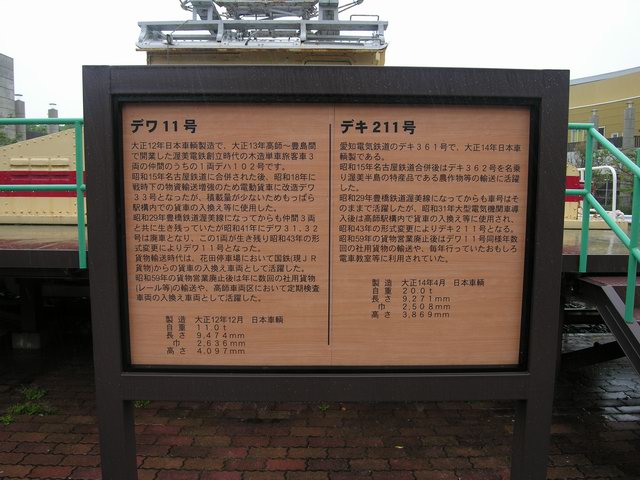 デワ11号
大正12年日本車輌製造で、大正13年高師～豊島間
で開業した渥美電鉄創立時代の木造単車旅客車3
両の仲間のうちの1両デハ102号です。
昭和15年名古屋鉄道に合併された後、昭和18年に
戦時下の物資輸送増強のため電動貨車に改造デワ
33号となったが、積載量が少ないためもっぱら
駅構内での貨車の入換え等に使用した。
昭和29年豊橋鉄道渥美線になってからも仲間3両
と共に生き残っていたが昭和41年にデワ31、32
号は廃車となり、この1両が生き残り昭和43年の形
式変更によりデワ11号となった。
貨物輸送時代は、花田停車場において国鉄(現JR
貨物)からの貨車の入換え車両として活躍した。
昭和59年の貨物営業廃止後は年に数回の社用貨物
(レール等)の輸送や、高師車両区において定期検査
車両の入換え車両として活躍した。
製造 大正12年12月 日本車輌
自重 11.0t
長さ 9,474mm
巾 2,636mm
高さ 4,097mm
デキ211号
愛知電気鉄道のデキ361号で、大正14年日本車
輌製である。
昭和15年名古屋鉄道合併後はデキ362号を名乗
り渥美半島の特産品である農作物等の輸送に活躍
した。
昭和29年豊橋鉄道渥美線になってからも車号はそ
のままで活躍したが、昭和31年大型電気機関車導
入後は高師駅構内で貨車の入換え等に使用され、
昭和43年の形式変更によりデキ211号となる。
昭和59年の貨物営業廃止後はデワ11号同様年数
回の社用貨物の輸送や、毎年行っていたおもしろ
電車教室等に利用されていた。
製造 大正14年4月 日本車輌
自重 20.0t
長さ 9,271mm
巾 2,508mm
高さ 3,869mm